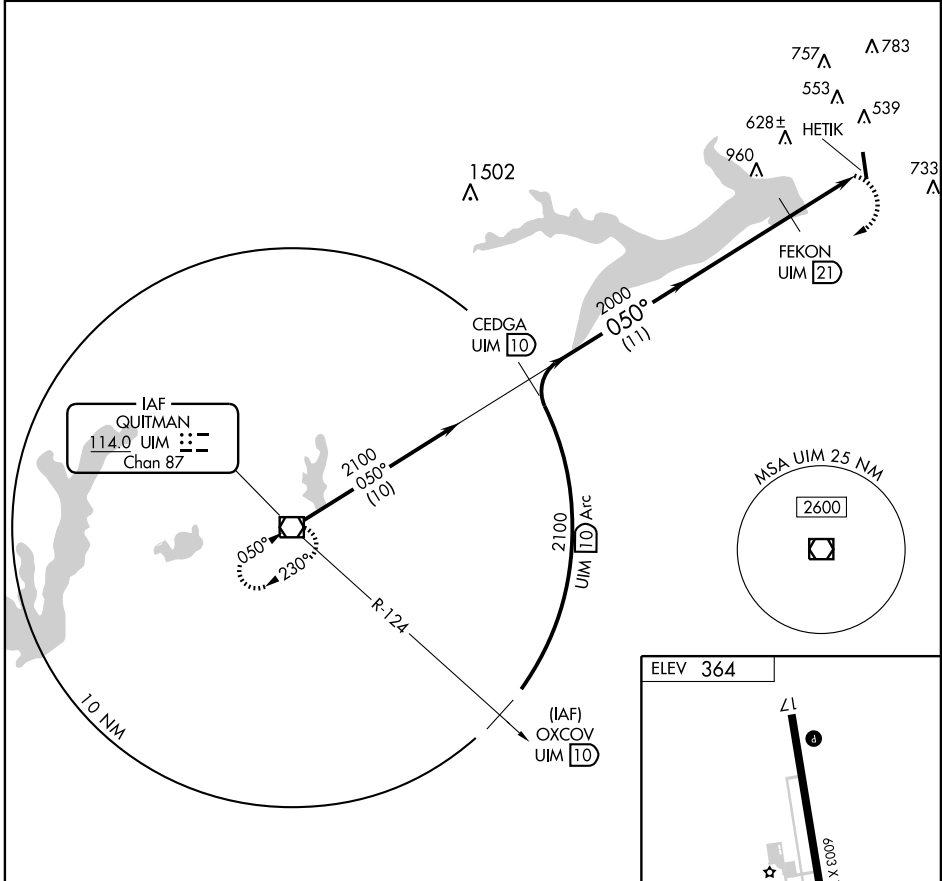 757
783
553
539
628±
HETIK
960
733
1502
FEKON
UIM 21
2000
050°
(11)
CEDGA
UIM 10
IAF
QUITMAN
114.0 UIM
Chan 87
2100
050°
(10)
MSA UIM 25 NM
2600
2100
UIM 10 Arc
050°
230°
R-124
10 NM
(IAF)
OXCOV
UIM 10
ELEV 364
17
P
6003 X